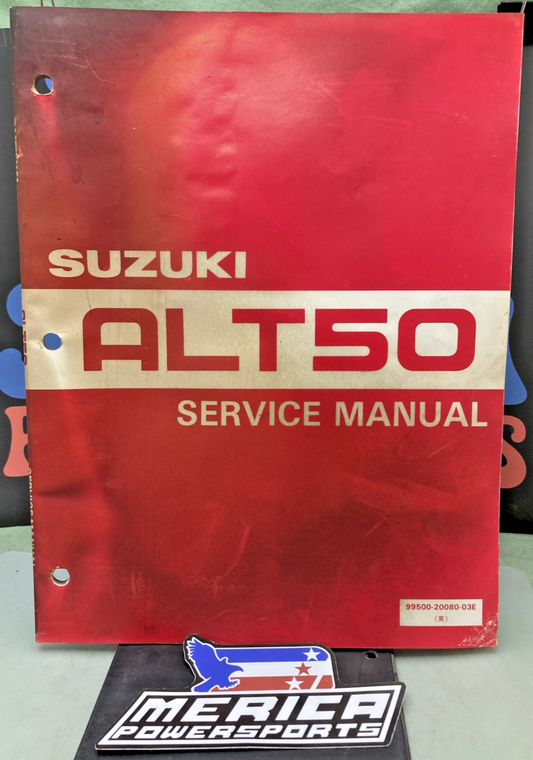 SUZUKI
ALT50
SERVICE MANUAL
99500-20080-03E
(英)
MERICA
POWERSPORTS